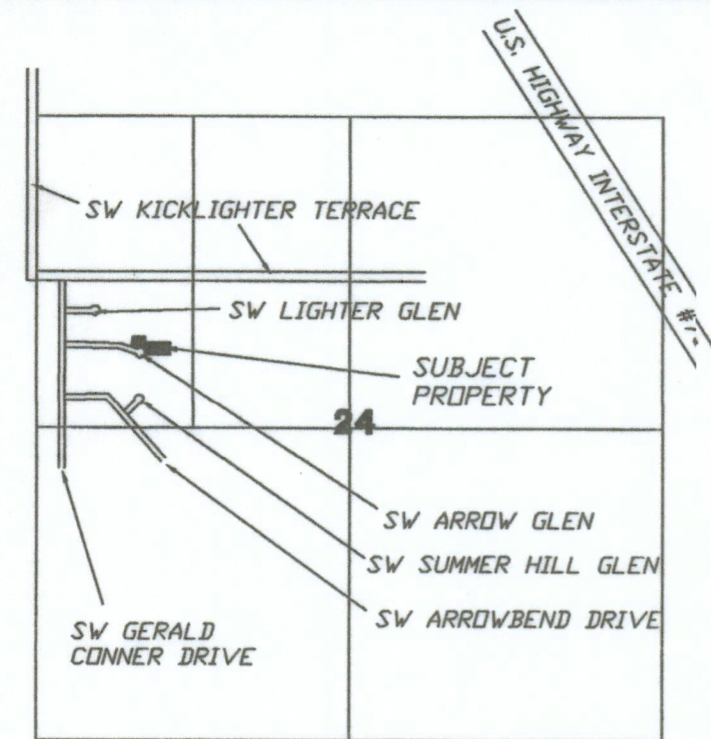 U.S. HIGHWAY INTERSTATE
SW KICKLIGHTER TERRACE
SW LIGHTER GLEN
SUBJECT
PROPERTY
24
SW ARROW GLEN
SW SUMMER HILL GLEN
SW ARROWBEND DRIVE
SW GERALD
CONNER DRIVE